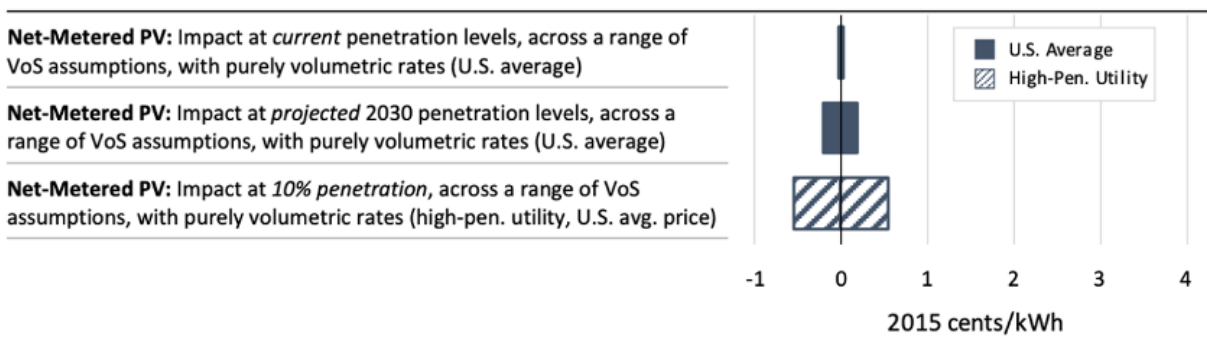 Net-Metered PV: Impact at current penetration levels, across a range of
VoS assumptions, with purely volumetric rates (U.S. average)
Net-Metered PV: Impact at projected 2030 penetration levels, across a
range of VoS assumptions, with purely volumetric rates (U.S. average)
Net-Metered PV: Impact at 10% penetration, across a range of VoS
assumptions, with purely volumetric rates (high-pen. utility, U.S. avg. price)
U.S. Average
High-Pen. Utility
-1 0 1 2 3 4
2015 cents/kWh